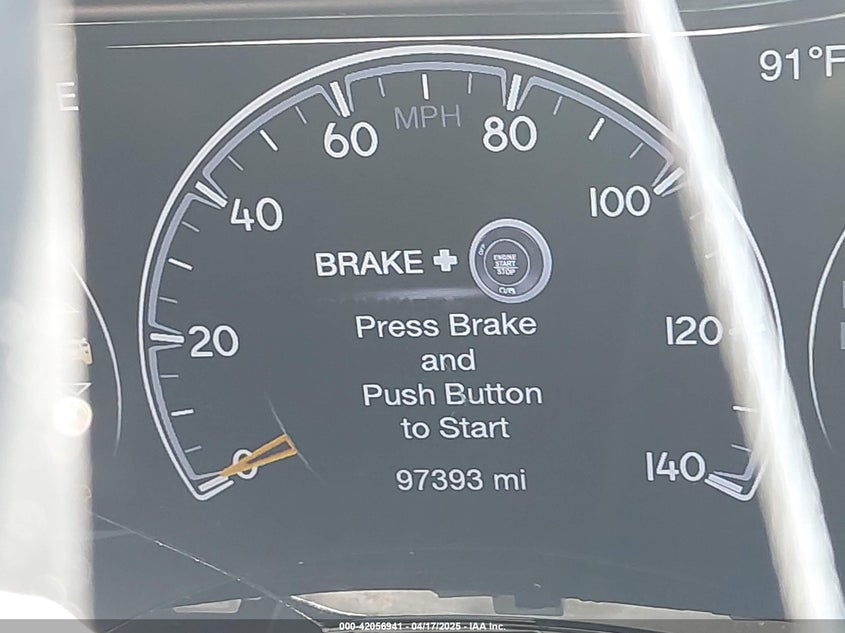 91°F
E
MPH
60
80
40
100
BRAKE +
OFF
ENGINE
START
STOP
20
Press Brake
and
Push Button
to Start
120
0
97393 mi
140
000-42056941 - 04/17/2025 - IAA Inc.